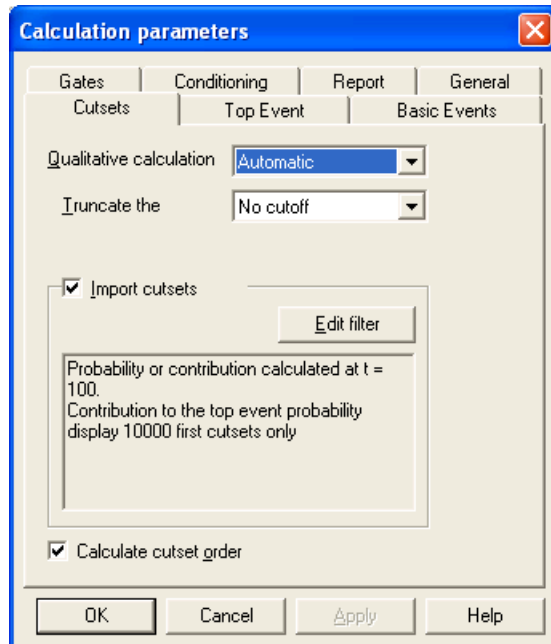 Calculation parameters
Gates Conditioning Report General
Cutsets Top Event Basic Events
Qualitative calculation Automatic
Truncate the No cutoff
Import cutsets
Edit filter
Probability or contribution calculated at t =
100.
Contribution to the top event probability
display 10000 first cutsets only
Calculate cutset order
OK Cancel Apply Help